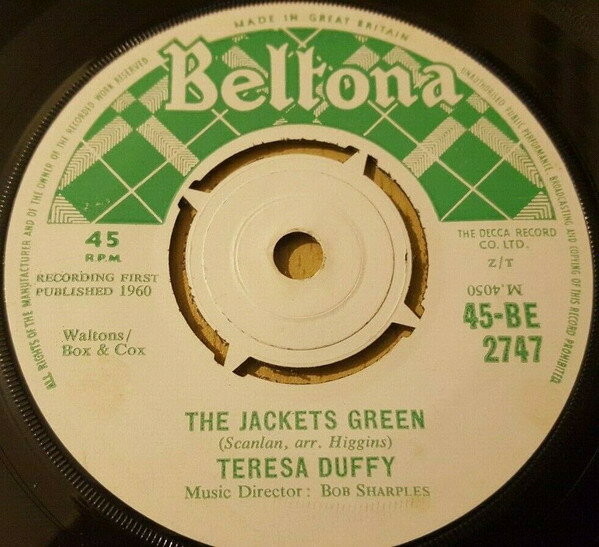 MADE IN GREAT BRITAIN
Beltona
ALL RIGHTS OF THE MANUFACTURER AND OF THE OWNER OF THE RECORDED WORK RESERVED
UNAUTHORISED PUBLIC PERFORMANCE, BROADCASTING AND COPYING OF THIS RECORD PROHIBITED
45
R.P.M.
RECORDING FIRST
PUBLISHED 1960
Waltons/
Box & Cox
THE DECCA RECORD
CO. LTD.
Z/T
M 4050
45-BE
2747
THE JACKETS GREEN
(Scanlan, arr. Higgins)
TERESA DUFFY
Music Director: BOB SHARPLES